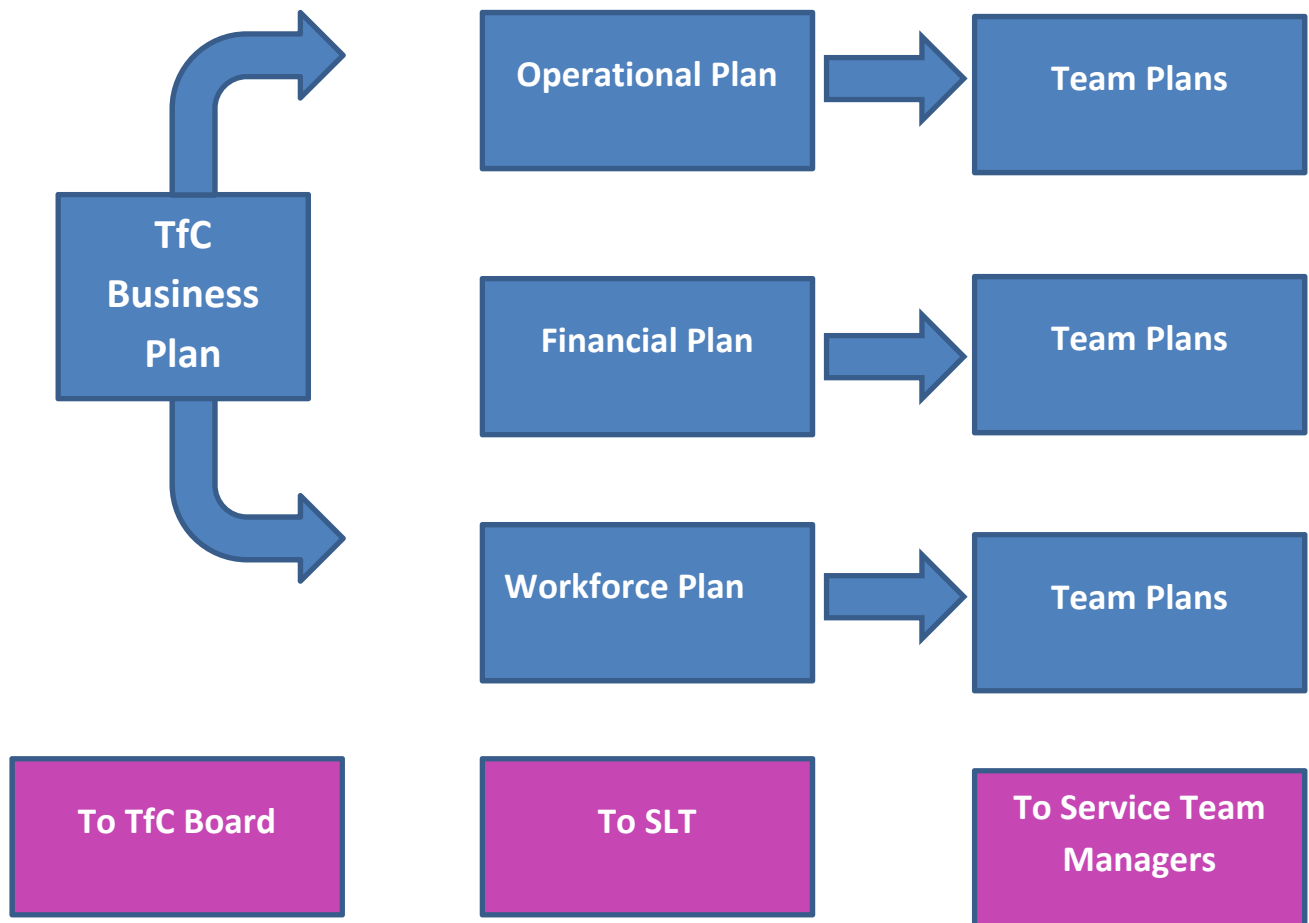 Operational Plan
Team Plans
TfC
Business
Plan
Financial Plan
Team Plans
Workforce Plan
Team Plans
To TfC Board
To SLT
To Service Team
Managers